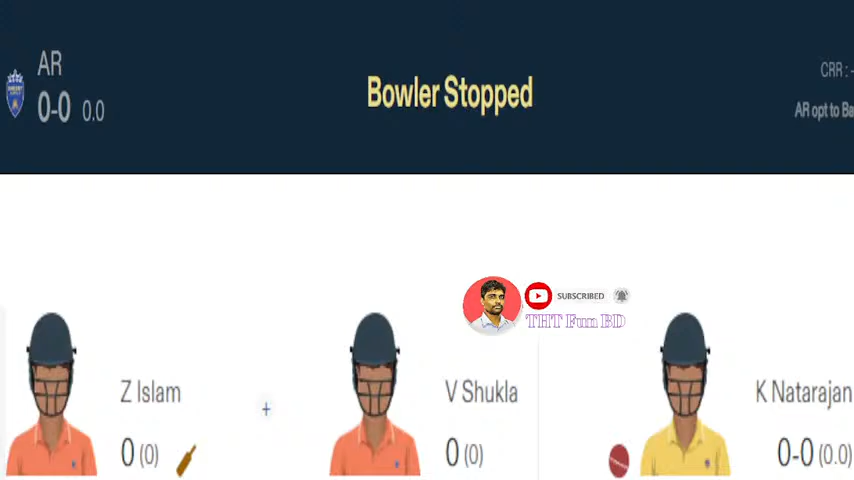 AR
0-0 0.0
Bowler Stopped
CRR : -
AR opt to Ba
SUBSCRIBED
THT Fun BD
Z Islam
0 (0)
+
V Shukla
0 (0)
K Natarajan
0-0 (0.0)